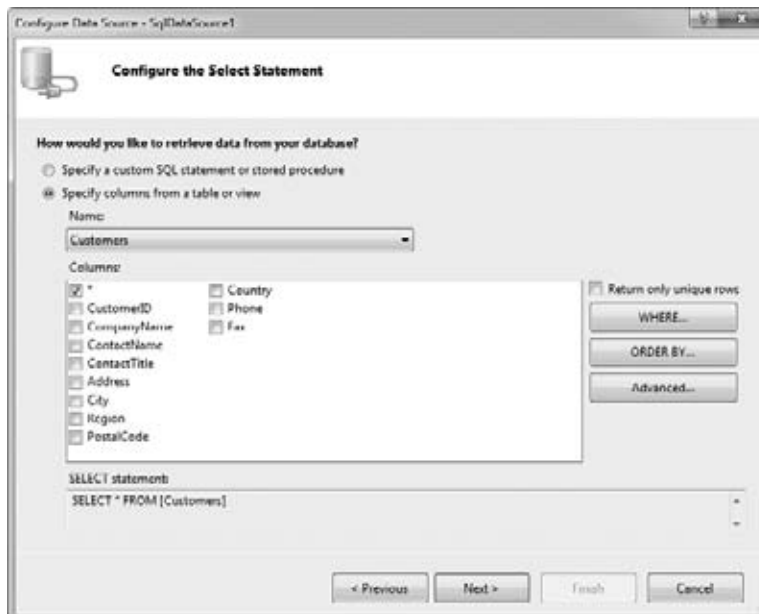 Configure Data Source - SqlDataSource1
Configure the Select Statement
How would you like to retrieve data from your database?
Specify a custom SQL statement or stored procedure
Specify columns from a table or view
Name:
Customers
Columns:
*
CustomerID
CompanyName
ContactName
ContactTitle
Address
City
Region
PostalCode
Country
Phone
Fax
Return only unique rows
WHERE...
ORDER BY...
Advanced...
SELECT statement:
SELECT * FROM [Customers]
< Previous
Next >
Finish
Cancel